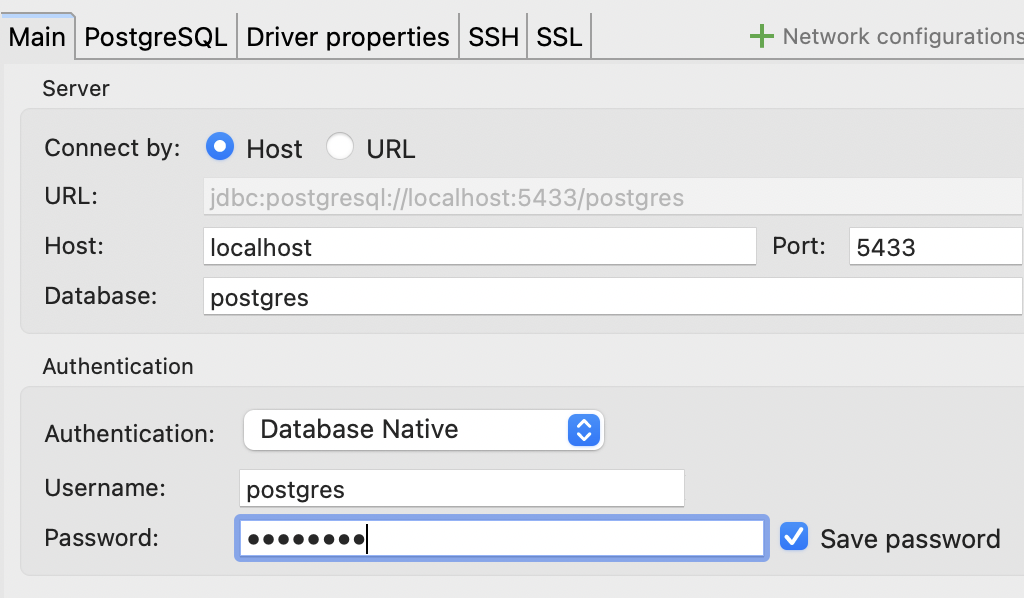 Main PostgreSQL Driver properties SSH SSL Network configurations
Server
Connect by: Host URL
URL: jdbc:postgresql://localhost:5433/postgres
Host: localhost Port: 5433
Database: postgres
Authentication
Authentication: Database Native
Username: postgres
Password: ●●●●●●●● Save password